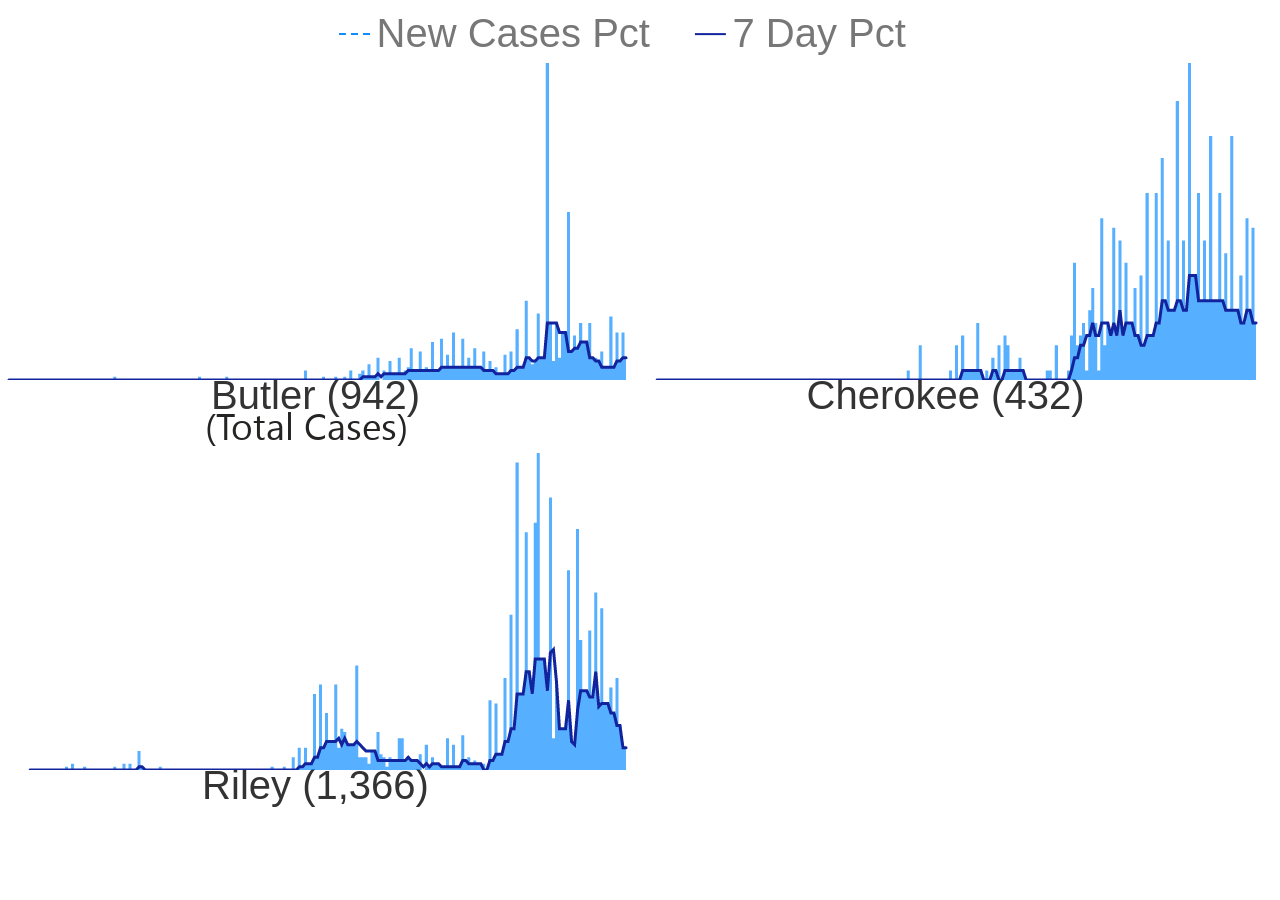 New Cases Pct 7 Day Pct
Butler (942)
(Total Cases)
Cherokee (432)
Riley (1,366)